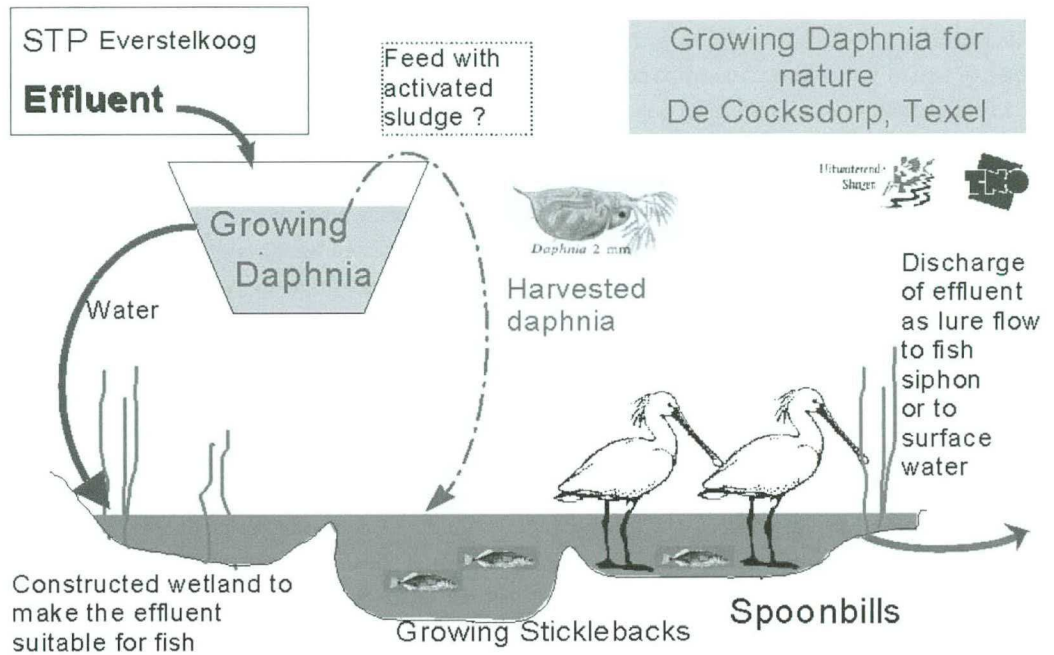 STP Everstelkoog
Effluent
Feed with
activated
sludge ?
Growing Daphnia for
nature
De Cocksdorp, Texel
TNO
Growing
Daphnia
Daphnia 2 mm
Harvested
daphnia
Water
Discharge
of effluent
as lure flow
to fish
siphon
or to
surface
water
Constructed wetland to
make the effluent
suitable for fish
Growing Sticklebacks
Spoonbills